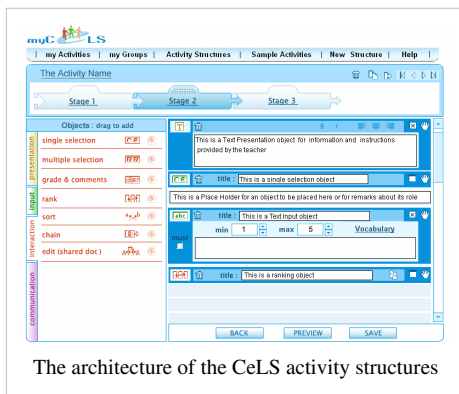 myC LS
my Activities | my Groups | Activity Structures | Sample Activities | New Structure | Help |
The Activity Name
Stage 1 Stage 2 Stage 3
Objects : drag to add
presentation
input
interaction
communication
single selection
multiple selection
grade & comments
rank
sort
chain
edit (shared doc)
T B I
This is a Text Presentation object for information and instructions
provided by the teacher
title : This is a single selection object
This is a Place Holder for an object to be placed here or for remarks about its role
abc title : This is a Text Input object
must min 1 max 5 Vocabulary
title : This is a ranking object
BACK PREVIEW SAVE
The architecture of the CeLS activity structures